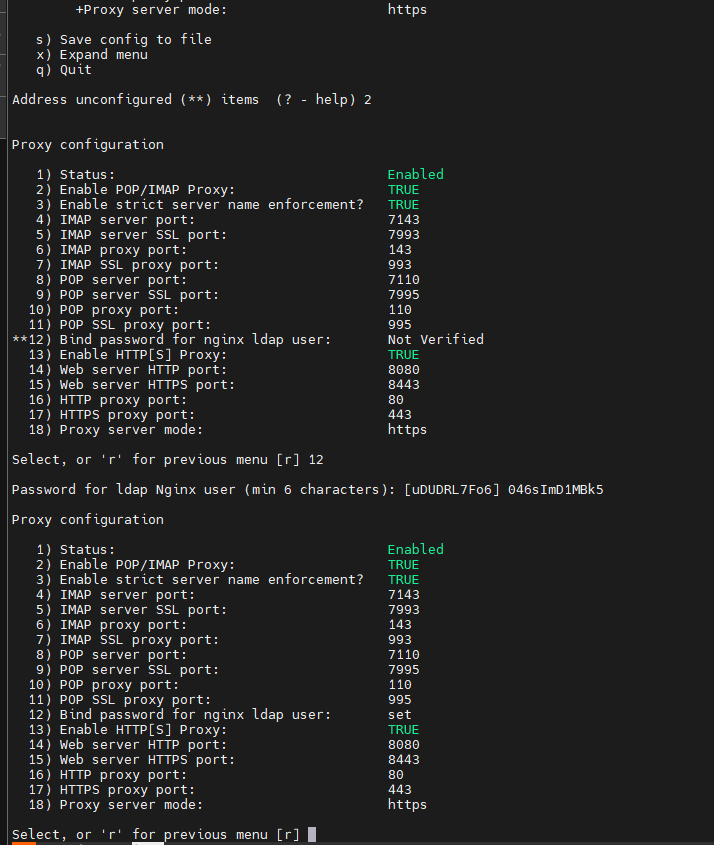 +Proxy server mode: https
s) Save config to file
x) Expand menu
q) Quit
Address unconfigured (**) items (? - help) 2
Proxy configuration
1) Status: Enabled
2) Enable POP/IMAP Proxy: TRUE
3) Enable strict server name enforcement? TRUE
4) IMAP server port: 7143
5) IMAP server SSL port: 7993
6) IMAP proxy port: 143
7) IMAP SSL proxy port: 993
8) POP server port: 7110
9) POP server SSL port: 7995
10) POP proxy port: 110
11) POP SSL proxy port: 995
**12) Bind password for nginx ldap user: Not Verified
13) Enable HTTP[S] Proxy: TRUE
14) Web server HTTP port: 8080
15) Web server HTTPS port: 8443
16) HTTP proxy port: 80
17) HTTPS proxy port: 443
18) Proxy server mode: https
Select, or 'r' for previous menu [r] 12
Password for ldap Nginx user (min 6 characters): [uDUDRL7Fo6] 046sImD1MBk5
Proxy configuration
1) Status: Enabled
2) Enable POP/IMAP Proxy: TRUE
3) Enable strict server name enforcement? TRUE
4) IMAP server port: 7143
5) IMAP server SSL port: 7993
6) IMAP proxy port: 143
7) IMAP SSL proxy port: 993
8) POP server port: 7110
9) POP server SSL port: 7995
10) POP proxy port: 110
11) POP SSL proxy port: 995
12) Bind password for nginx ldap user: set
13) Enable HTTP[S] Proxy: TRUE
14) Web server HTTP port: 8080
15) Web server HTTPS port: 8443
16) HTTP proxy port: 80
17) HTTPS proxy port: 443
18) Proxy server mode: https
Select, or 'r' for previous menu [r]